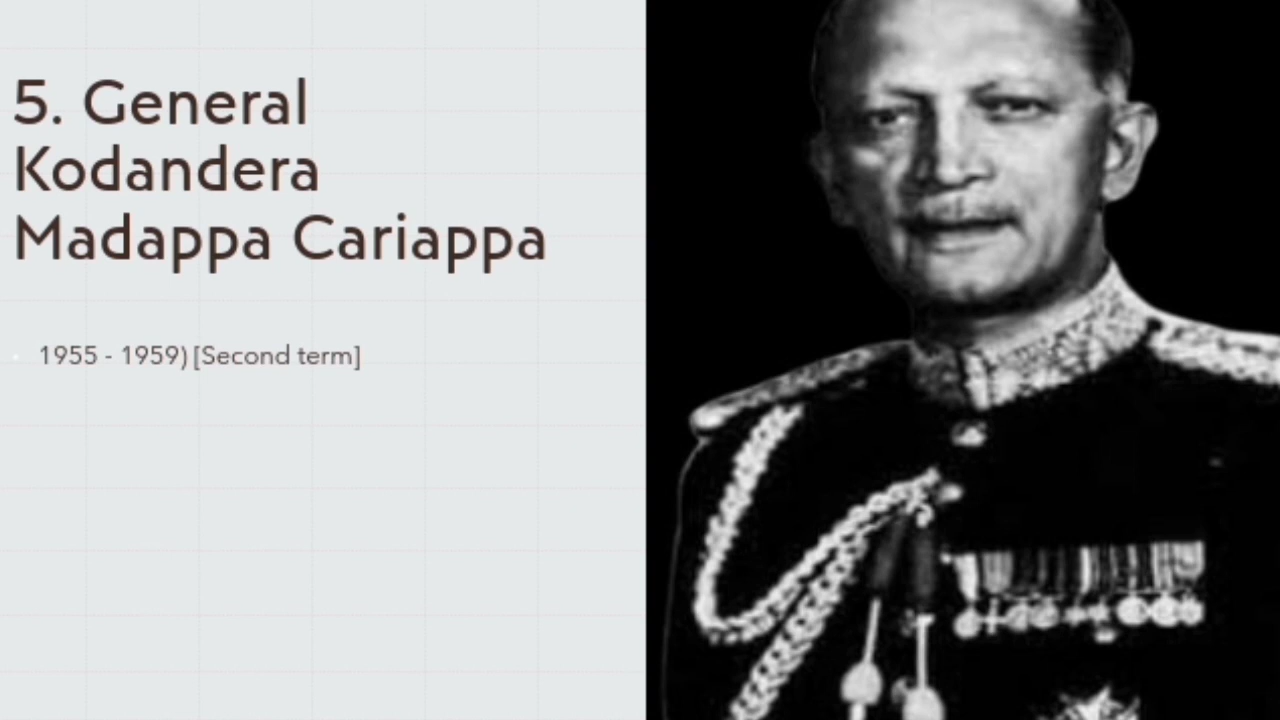 5. General
Kodandera
Madappa Cariappa
1955 - 1959) [Second term]